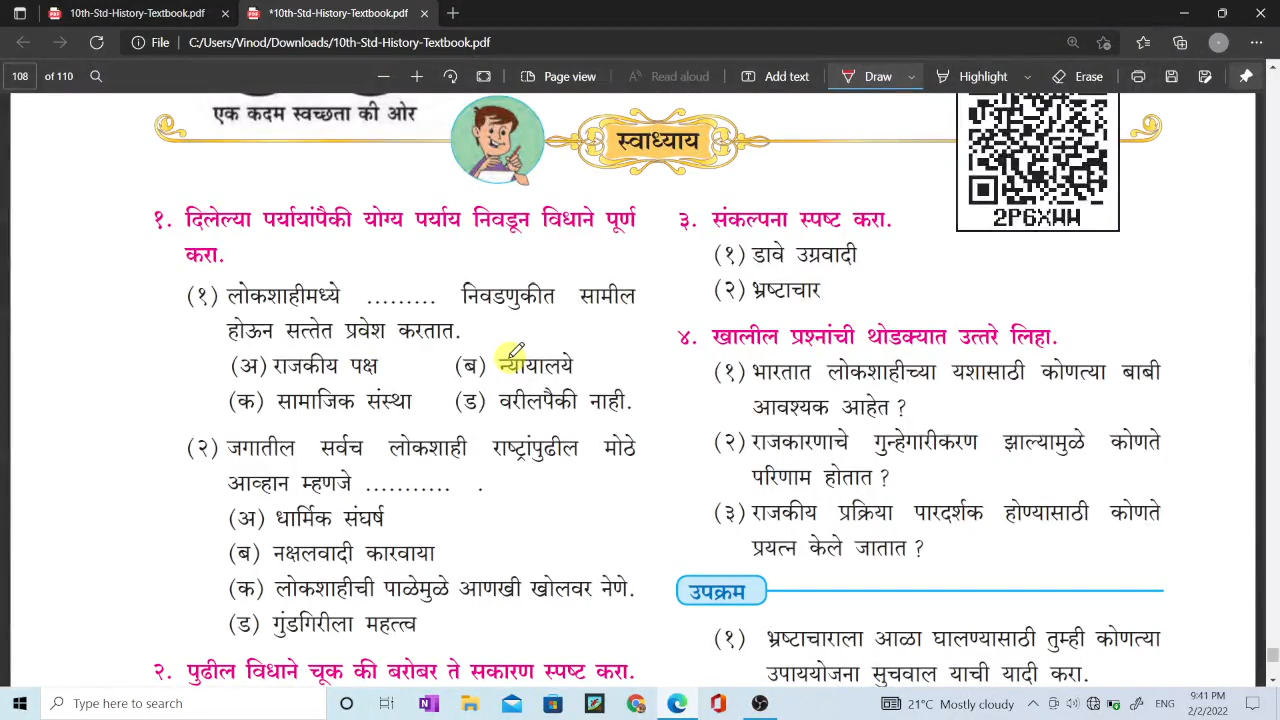 10th-Std-History-Textbook.pdf
*10th-Std-History-Textbook.pdf
File C:/Users/Vinod/Downloads/10th-Std-History-Textbook.pdf
108 of 110 Page view Read aloud Add text Draw Highlight Erase
एक कदम स्वच्छता की ओर
स्वाध्याय
2P6XWW
१. दिलेल्या पर्यायांपैकी योग्य पर्याय निवडून विधाने पूर्ण
करा.
(१) लोकशाहीमध्ये ......... निवडणुकीत सामील
होऊन सत्तेत प्रवेश करतात.
(अ) राजकीय पक्ष (ब) न्यायालये
(क) सामाजिक संस्था (ड) वरीलपैकी नाही.
(२) जगातील सर्वच लोकशाही राष्ट्रांपुढील मोठे
आव्हान म्हणजे ........... .
(अ) धार्मिक संघर्ष
(ब) नक्षलवादी कारवाया
(क) लोकशाहीची पाळेमुळे आणखी खोलवर नेणे.
(ड) गुंडगिरीला महत्त्व
२. पुढील विधाने चूक की बरोबर ते सकारण स्पष्ट करा.
३. संकल्पना स्पष्ट करा.
(१) डावे उग्रवादी
(२) भ्रष्टाचार
४. खालील प्रश्नांची थोडक्यात उत्तरे लिहा.
(१) भारतात लोकशाहीच्या यशासाठी कोणत्या बाबी
आवश्यक आहेत ?
(२) राजकारणाचे गुन्हेगारीकरण झाल्यामुळे कोणते
परिणाम होतात ?
(३) राजकीय प्रक्रिया पारदर्शक होण्यासाठी कोणते
प्रयत्न केले जातात ?
उपक्रम
(१) भ्रष्टाचाराला आळा घालण्यासाठी तुम्ही कोणत्या
उपाययोजना सुचवाल याची यादी करा.
Type here to search
21°C Mostly cloudy
ENG
9:41 PM
2/2/2022